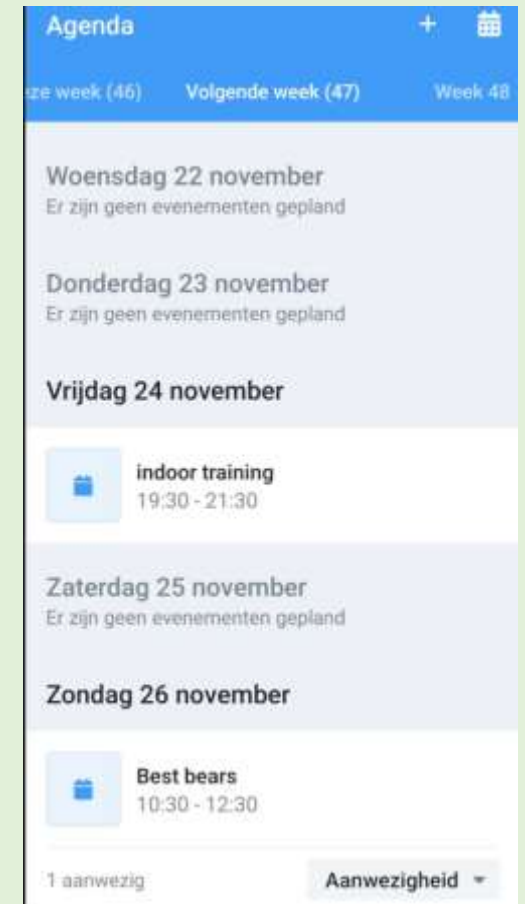 Agenda
ze week (46) Volgende week (47) Week 48
Woensdag 22 november
Er zijn geen evenementen gepland
Donderdag 23 november
Er zijn geen evenementen gepland
Vrijdag 24 november
indoor training
19:30 - 21:30
Zaterdag 25 november
Er zijn geen evenementen gepland
Zondag 26 november
Best bears
10:30 - 12:30
1 aanwezig Aanwezigheid